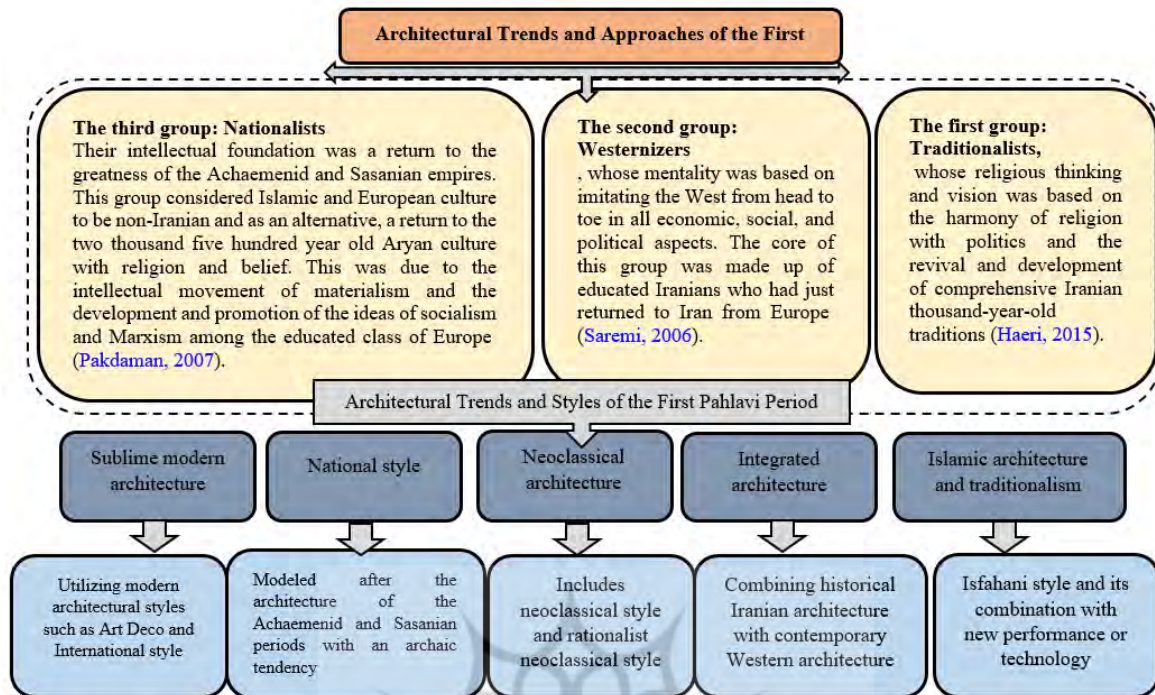 Architectural Trends and Approaches of the First
The third group: Nationalists
Their intellectual foundation was a return to the
greatness of the Achaemenid and Sasanian empires.
This group considered Islamic and European culture
to be non-Iranian and as an alternative, a return to the
two thousand five hundred year old Aryan culture
with religion and belief. This was due to the
intellectual movement of materialism and the
development and promotion of the ideas of socialism
and Marxism among the educated class of Europe
(Pakdaman, 2007).
The second group:
Westernizers
, whose mentality was based on
imitating the West from head to
toe in all economic, social, and
political aspects. The core of
this group was made up of
educated Iranians who had just
returned to Iran from Europe
(Saremi, 2006).
The first group:
Traditionalists,
whose religious thinking
and vision was based on
the harmony of religion
with politics and the
revival and development
of comprehensive Iranian
thousand-year-old
traditions (Haeri, 2015).
Architectural Trends and Styles of the First Pahlavi Period
Sublime modern
architecture
National style
Neoclassical
architecture
Integrated
architecture
Islamic architecture
and traditionalism
Utilizing modern
architectural styles
such as Art Deco and
International style
Modeled after the
architecture of the
Achaemenid and Sasanian
periods with an archaic
tendency
Includes
neoclassical style
and rationalist
neoclassical style
Combining historical
Iranian architecture
with contemporary
Western architecture
Isfahani style and its
combination with
new performance or
technology